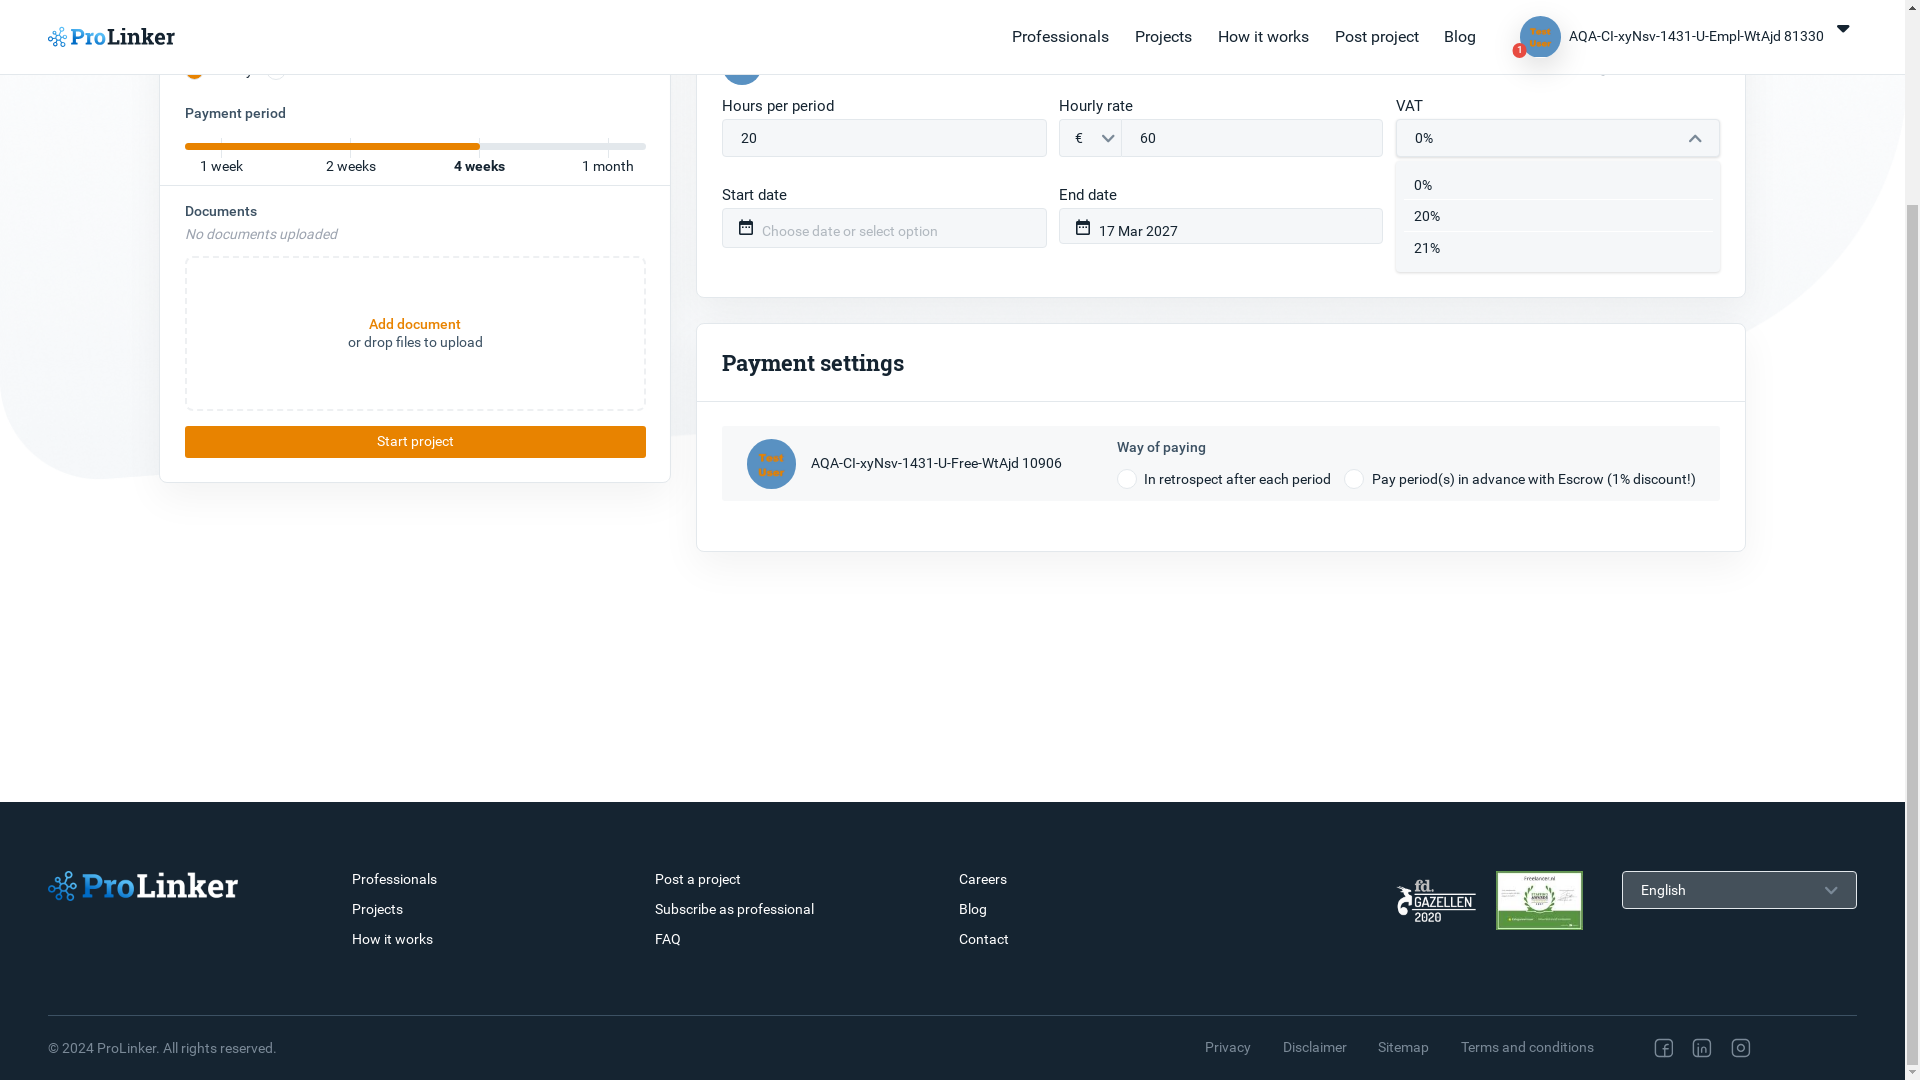 ProLinker
Professionals
Projects
How it works
Post project
Blog
Test
User
1
AQA-CI-xyNsv-1431-U-Empl-WtAjd 81330
Payment period
1 week
2 weeks
4 weeks
1 month
Documents
No documents uploaded
Add document
or drop files to upload
Start project
Hours per period
20
Hourly rate
€
60
VAT
0%
0%
20%
21%
Start date
Choose date or select option
End date
17 Mar 2027
Payment settings
Test
User
AQA-CI-xyNsv-1431-U-Free-WtAjd 10906
Way of paying
In retrospect after each period
Pay period(s) in advance with Escrow (1% discount!)
ProLinker
Professionals
Projects
How it works
Post a project
Subscribe as professional
FAQ
Careers
Blog
Contact
fd.
GAZELLEN
2020
Freelancer.nl
English
© 2024 ProLinker. All rights reserved.
Privacy
Disclaimer
Sitemap
Terms and conditions